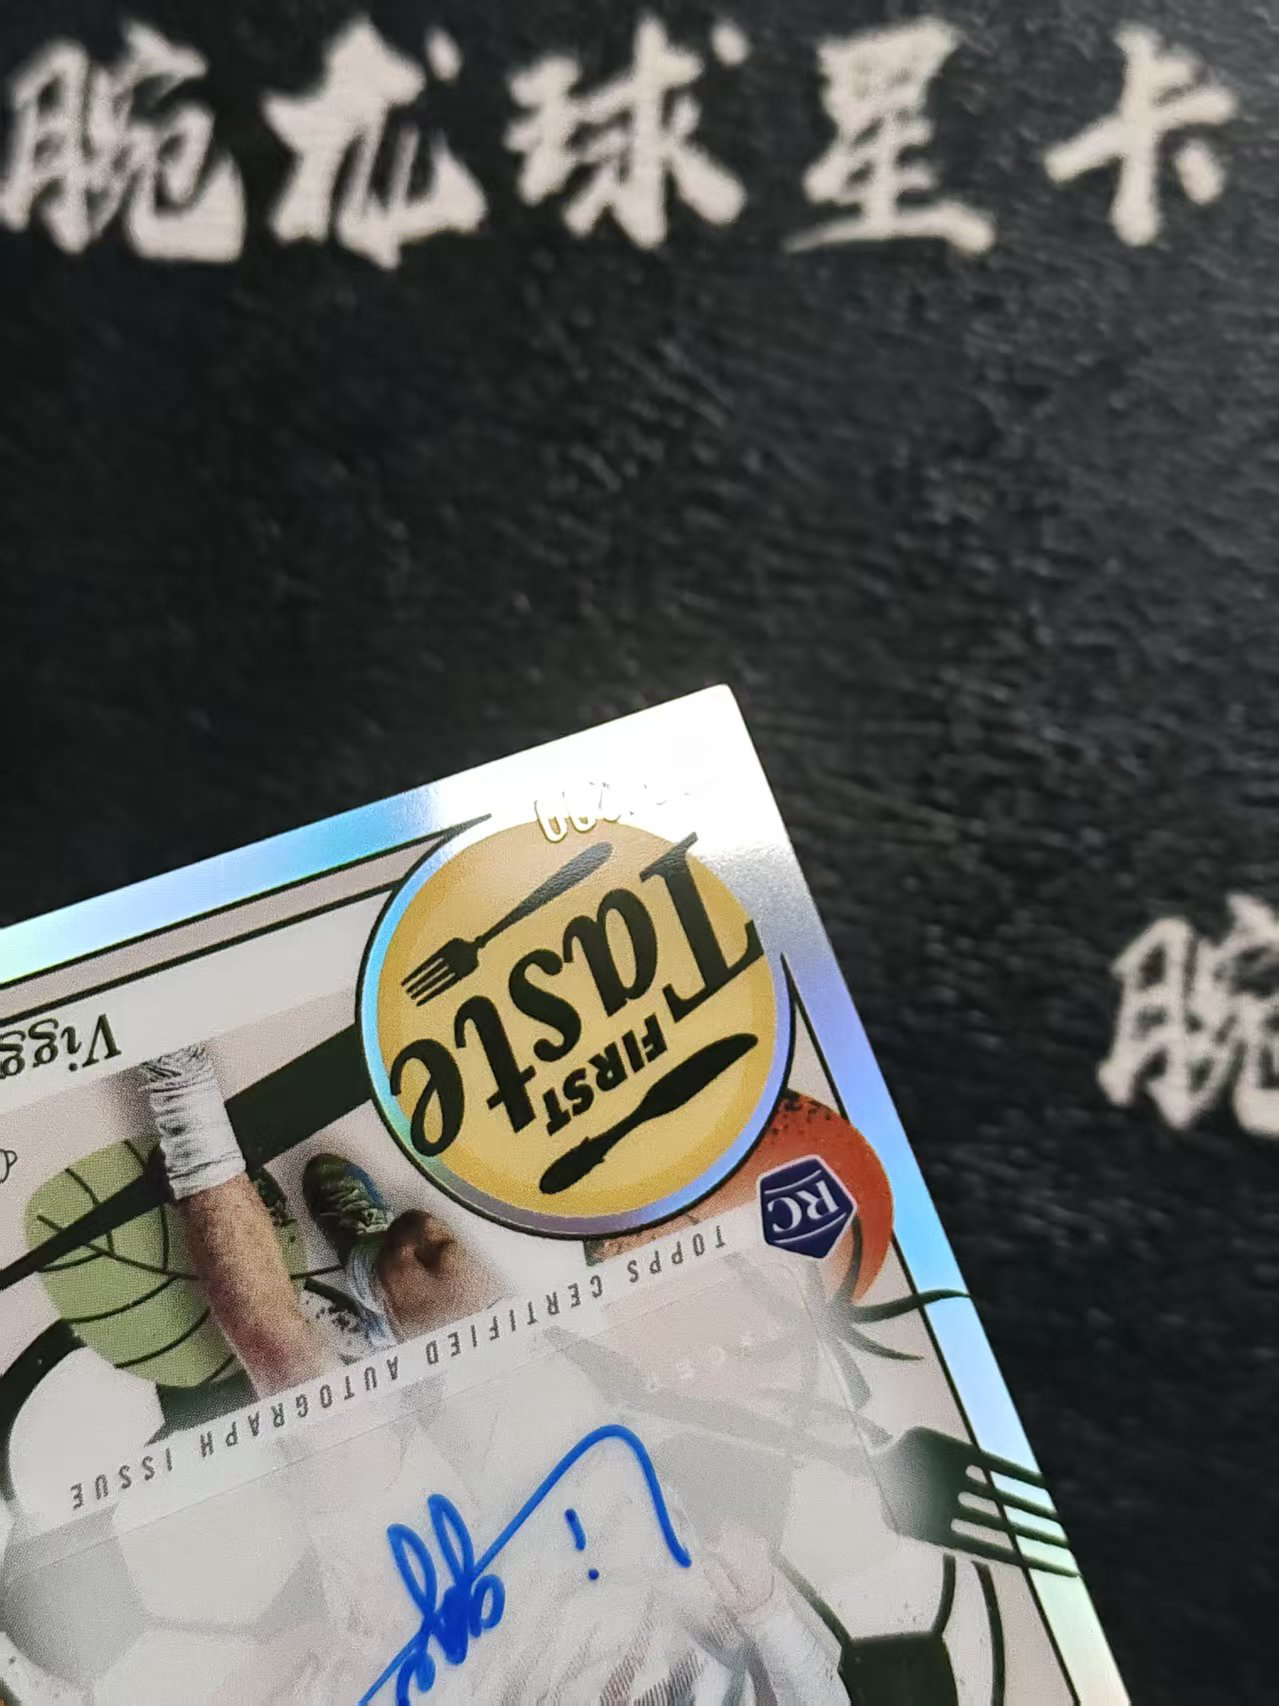 腕龙球星卡
腕
FIRST
Taste
RC
TOPPS CERTIFIED AUTOGRAPH ISSUE